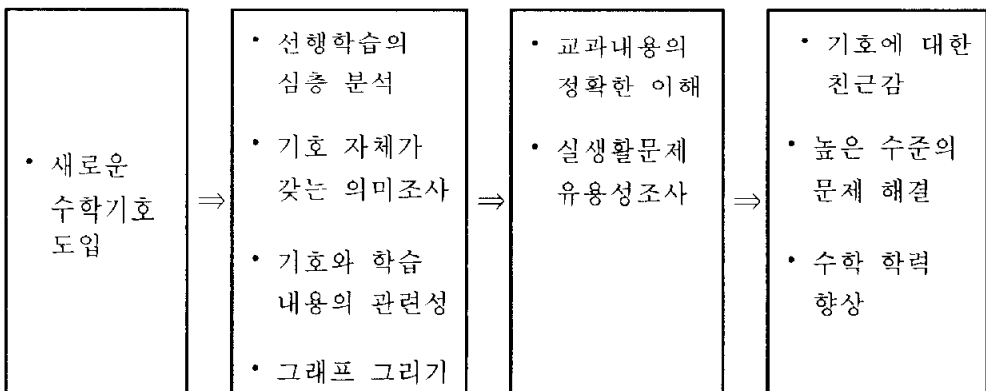 • 새로운
수학기호
도입
⇒
• 선행학습의
심층 분석
• 기호 자체가
갖는 의미조사
• 기호와 학습
내용의 관련성
• 그래프 그리기
⇒
• 교과내용의
정확한 이해
• 실생활문제
유용성조사
⇒
• 기호에 대한
친근감
• 높은 수준의
문제 해결
• 수학 학력
향상